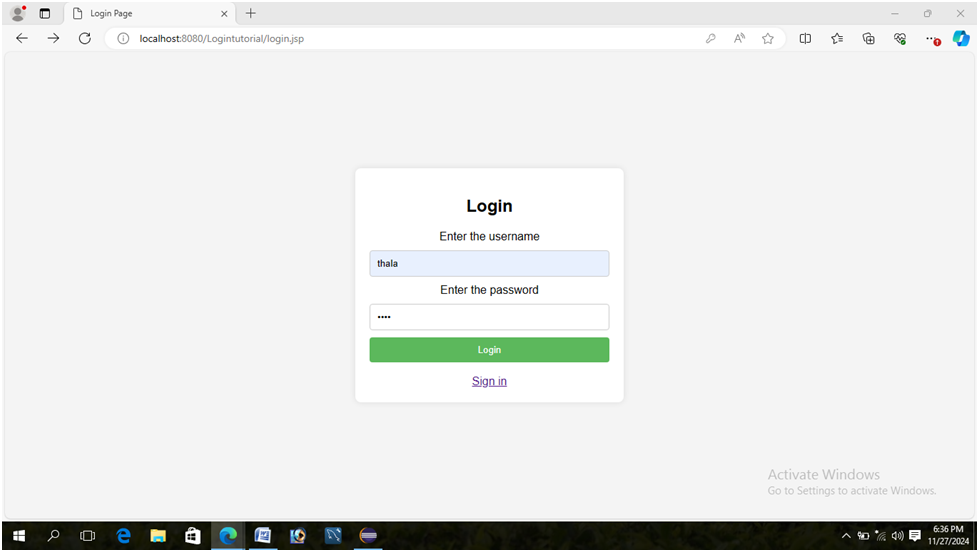 Login Page
localhost:8080/Logintutorial/login.jsp
Login
Enter the username
thala
Enter the password
••••
Login
Sign in
Activate Windows
Go to Settings to activate Windows.
6:36 PM
11/27/2024